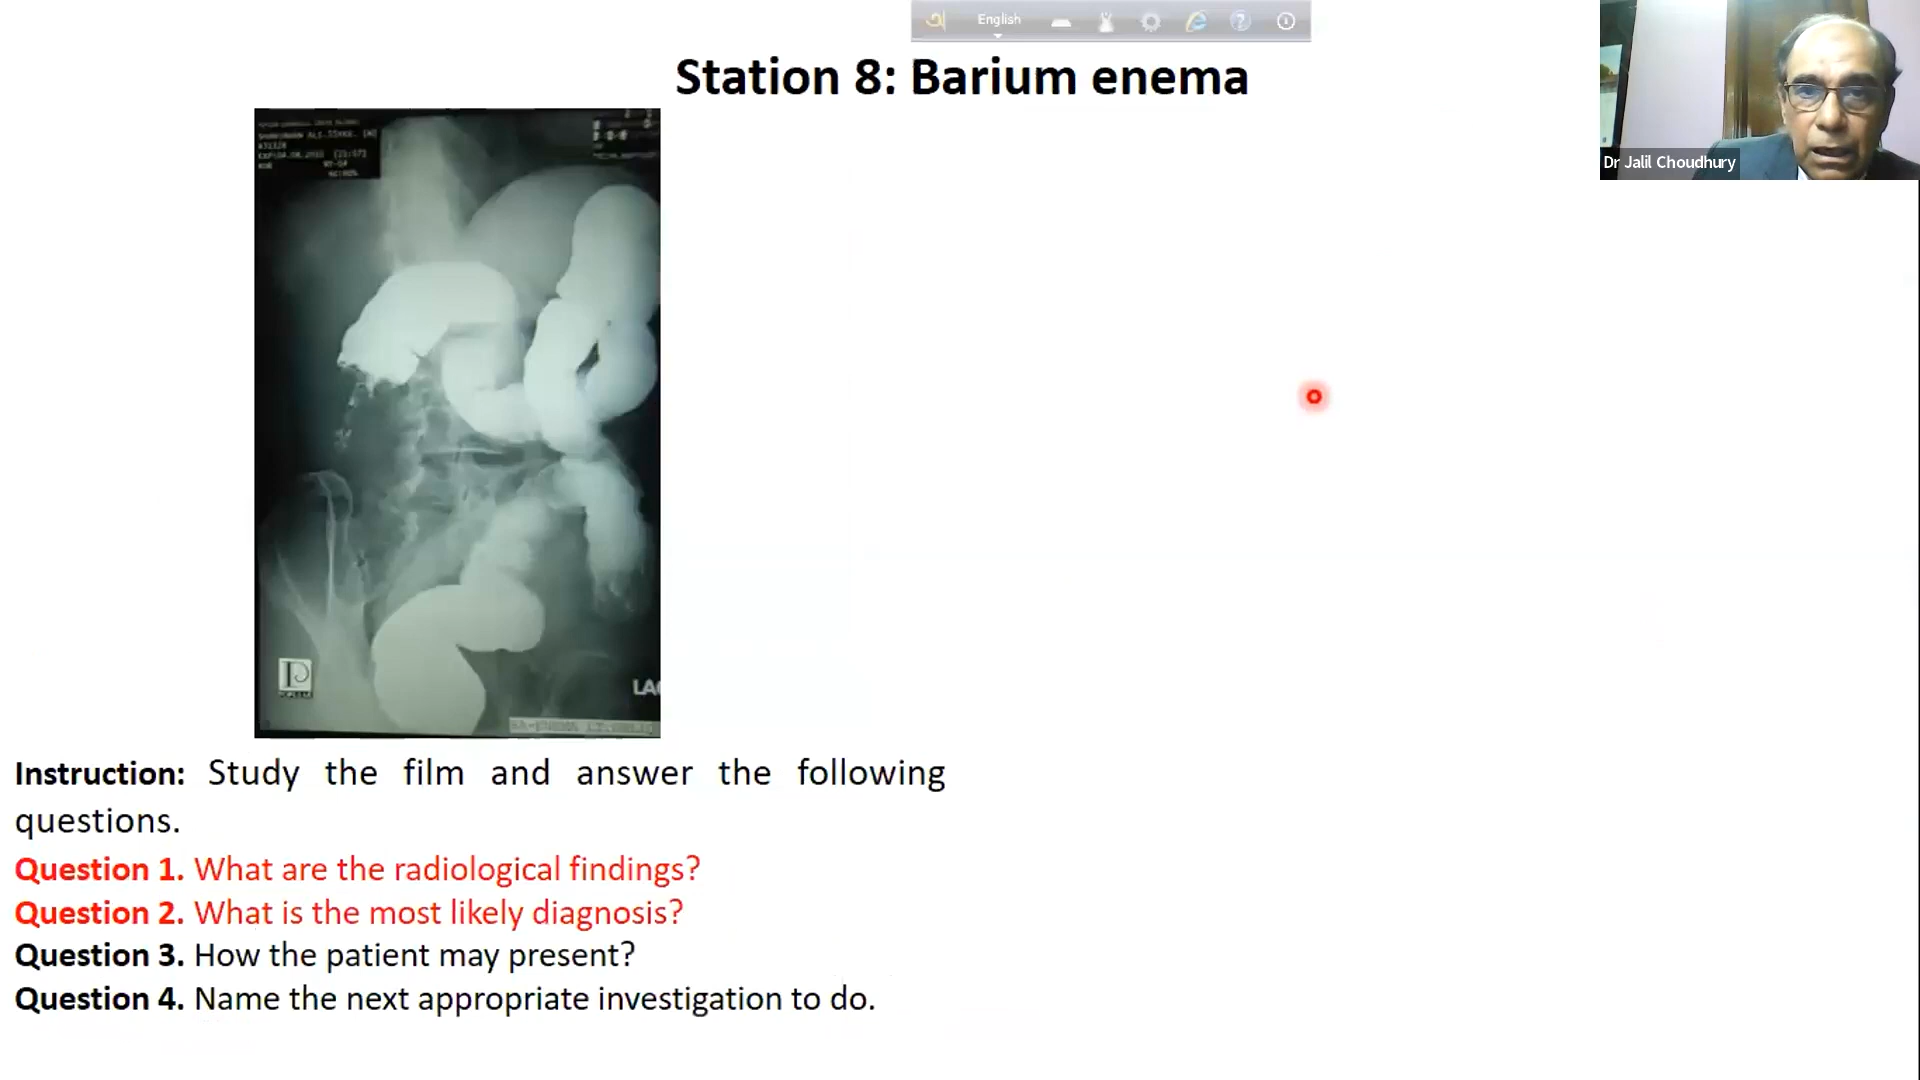 English
Station 8: Barium enema
Dr Jalil Choudhury
Instruction: Study the film and answer the following
questions.
Question 1. What are the radiological findings?
Question 2. What is the most likely diagnosis?
Question 3. How the patient may present?
Question 4. Name the next appropriate investigation to do.